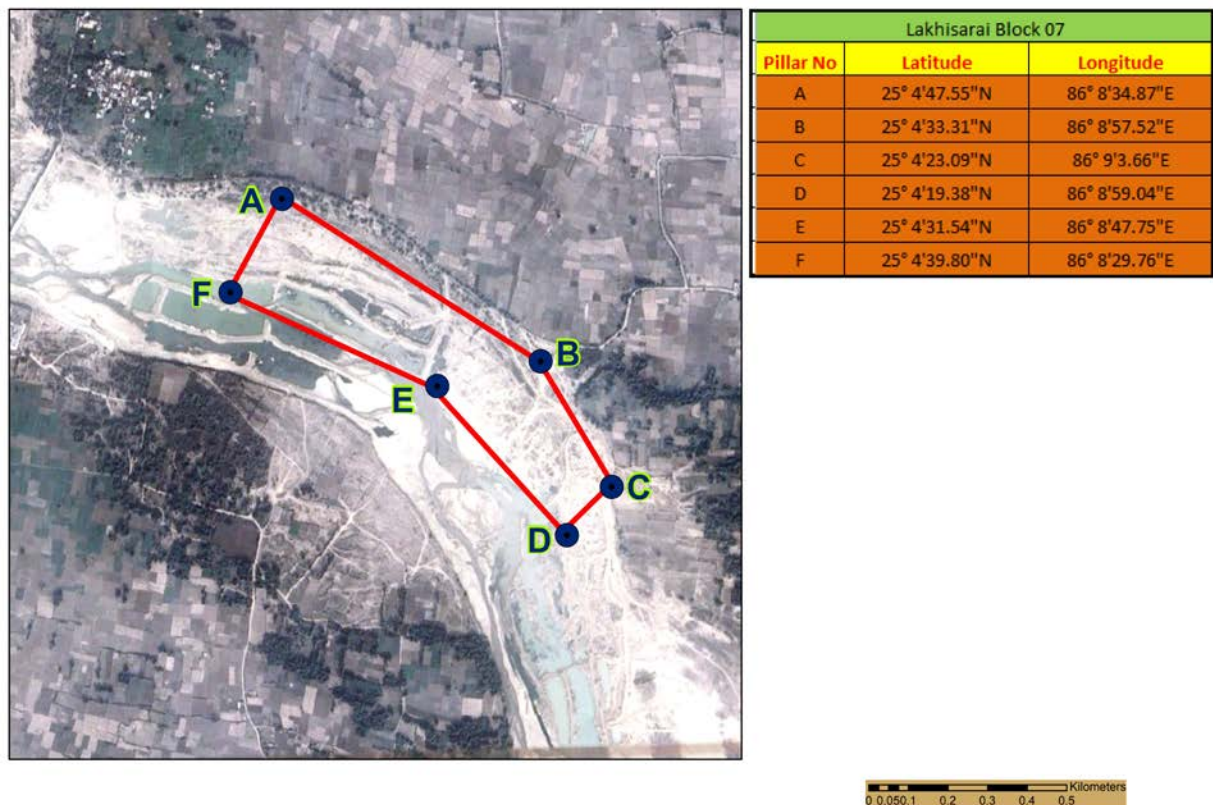 A
B
C
D
E
F
Lakhisarai Block 07
Pillar No Latitude Longitude
A 25° 4'47.55"N 86° 8'34.87"E
B 25° 4'33.31"N 86° 8'57.52"E
C 25° 4'23.09"N 86° 9'3.66"E
D 25° 4'19.38"N 86° 8'59.04"E
E 25° 4'31.54"N 86° 8'47.75"E
F 25° 4'39.80"N 86° 8'29.76"E
Kilometers
0 0.050.1 0.2 0.3 0.4 0.5